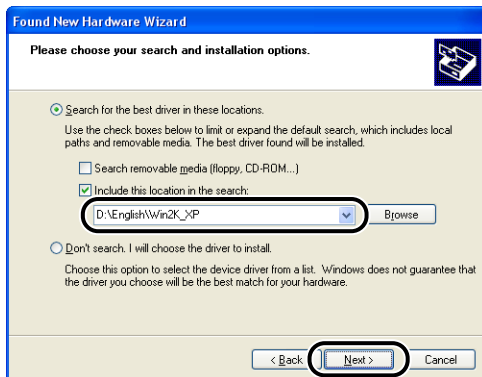 Found New Hardware Wizard
Please choose your search and installation options.
Search for the best driver in these locations.
Use the check boxes below to limit or expand the default search, which includes local
paths and removable media. The best driver found will be installed.
Search removable media (floppy, CD-ROM...)
Include this location in the search:
D:\English\Win2K_XP
Browse
Don't search. I will choose the driver to install.
Choose this option to select the device driver from a list. Windows does not guarantee that
the driver you choose will be the best match for your hardware.
< Back Next > Cancel